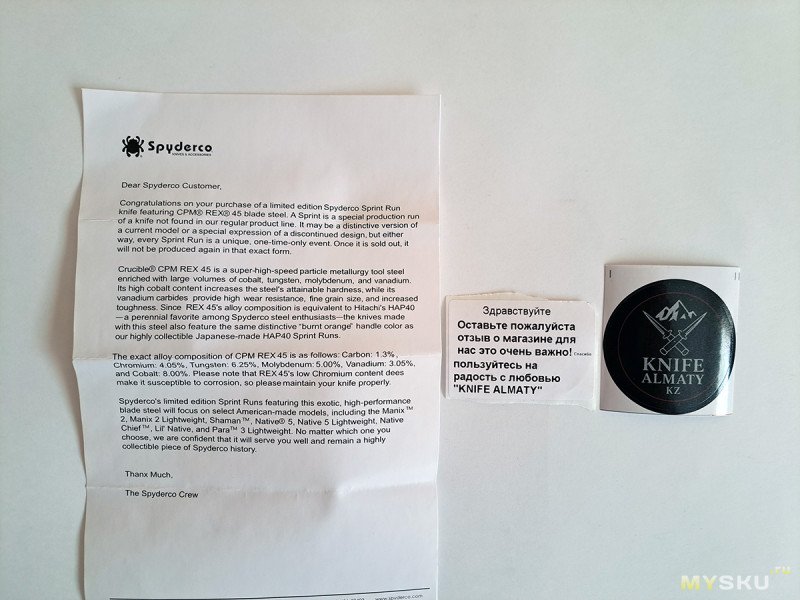 Spyderco
KNIVES & ACCESSORIES
Dear Spyderco Customer,
Congratulations on your purchase of a limited edition Spyderco Sprint Run
knife featuring CPM® REX® 45 blade steel. A Sprint is a special production run
of a knife not found in our regular product line. It may be a distinctive version of
a current model or a special expression of a discontinued design, but either
way, every Sprint Run is a unique, one-time-only event. Once it is sold out, it
will not be produced again in that exact form.
Crucible® CPM REX 45 is a super-high-speed particle metallurgy tool steel
enriched with large volumes of cobalt, tungsten, molybdenum, and vanadium.
Its high cobalt content increases the steel's attainable hardness, while its
vanadium carbides provide high wear resistance, fine grain size, and increased
toughness. Since REX 45's alloy composition is equivalent to Hitachi's HAP40
—a perennial favorite among Spyderco steel enthusiasts—the knives made
with this steel also feature the same distinctive "burnt orange" handle color as
our highly collectible Japanese-made HAP40 Sprint Runs.
The exact alloy composition of CPM REX 45 is as follows: Carbon: 1.3%,
Chromium: 4.05%, Tungsten: 6.25%, Molybdenum: 5.00%, Vanadium: 3.05%,
and Cobalt: 8.00%. Please note that REX 45's low Chromium content does
make it susceptible to corrosion, so please maintain your knife properly.
Spyderco's limited edition Sprint Runs featuring this exotic, high-performance
blade steel will focus on select American-made models, including the Manix™
2, Manix 2 Lightweight, Shaman™, Native® 5, Native 5 Lightweight, Native
Chief™, Lil' Native, and Para™ 3 Lightweight. No matter which one you
choose, we are confident that it will serve you well and remain a highly
collectible piece of Spyderco history.
Thanx Much,
The Spyderco Crew
www.spyderco.com
Здравствуйте
Оставьте пожалуйста
отзыв о магазине для
нас это очень важно! Спасибо
пользуйтесь на
радость с любовью
"KNIFE ALMATY"
KNIFE
ALMATY
KZ
MYSKU.ru